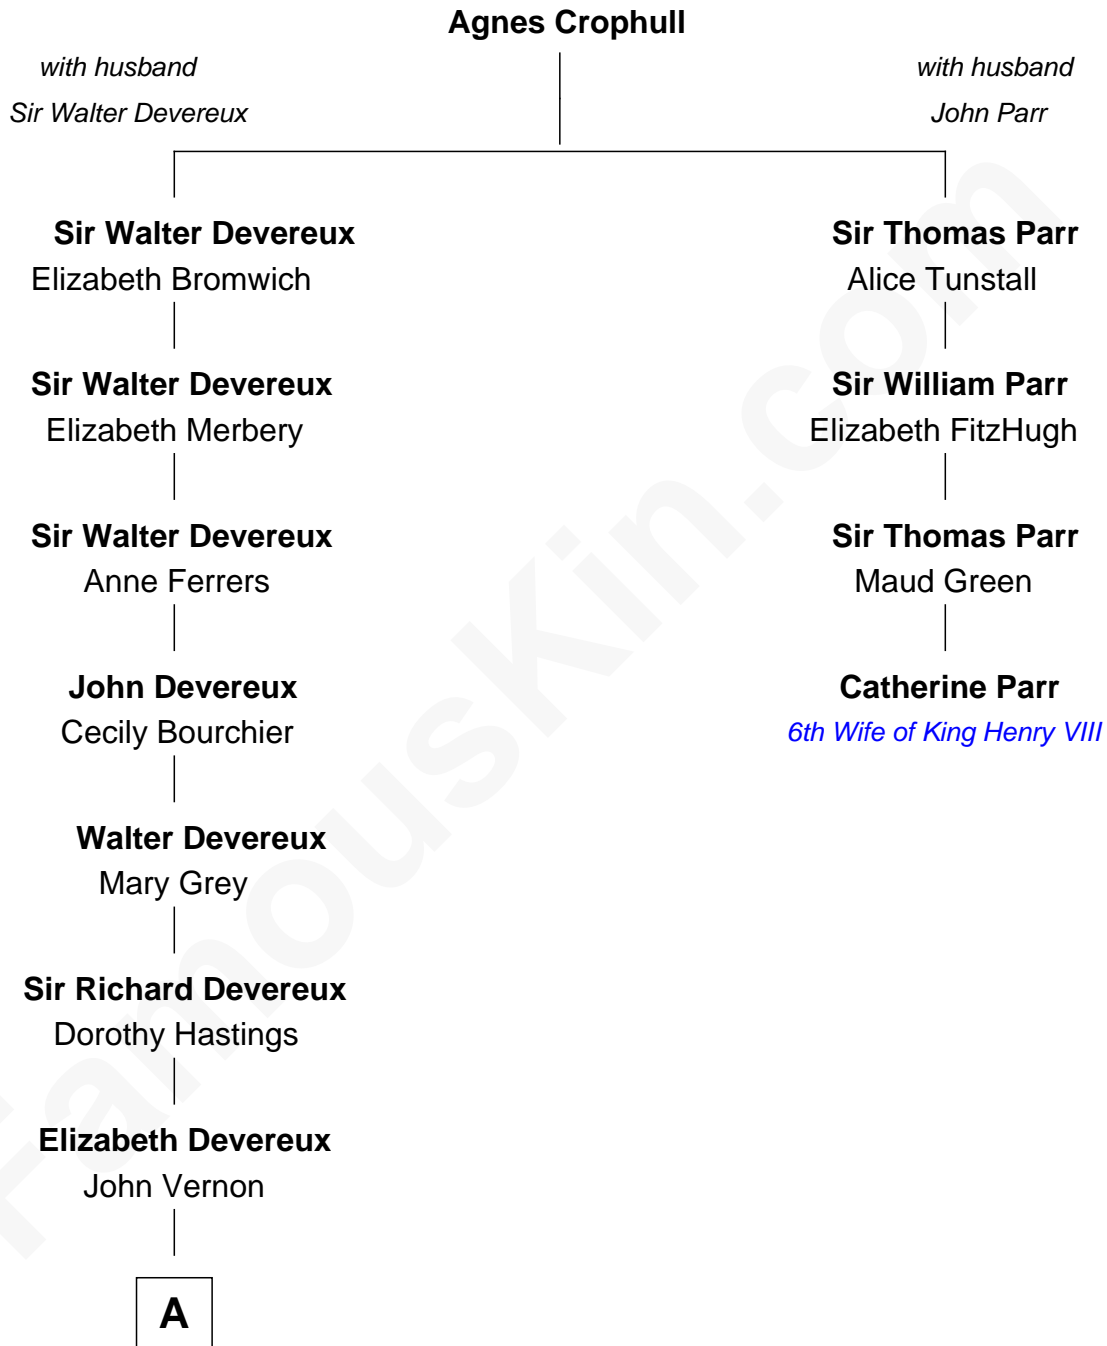 Agnes Crophull
with husband
Sir Walter Devereux
with husband
John Parr
Sir Walter Devereux
Elizabeth Bromwich
Sir Thomas Parr
Alice Tunstall
Sir Walter Devereux
Elizabeth Merbery
Sir William Parr
Elizabeth FitzHugh
Sir Walter Devereux
Anne Ferrers
Sir Thomas Parr
Maud Green
John Devereux
Cecily Bourchier
Catherine Parr
6th Wife of King Henry VIII
Walter Devereux
Mary Grey
Sir Richard Devereux
Dorothy Hastings
Elizabeth Devereux
John Vernon
A
FamousKin.com